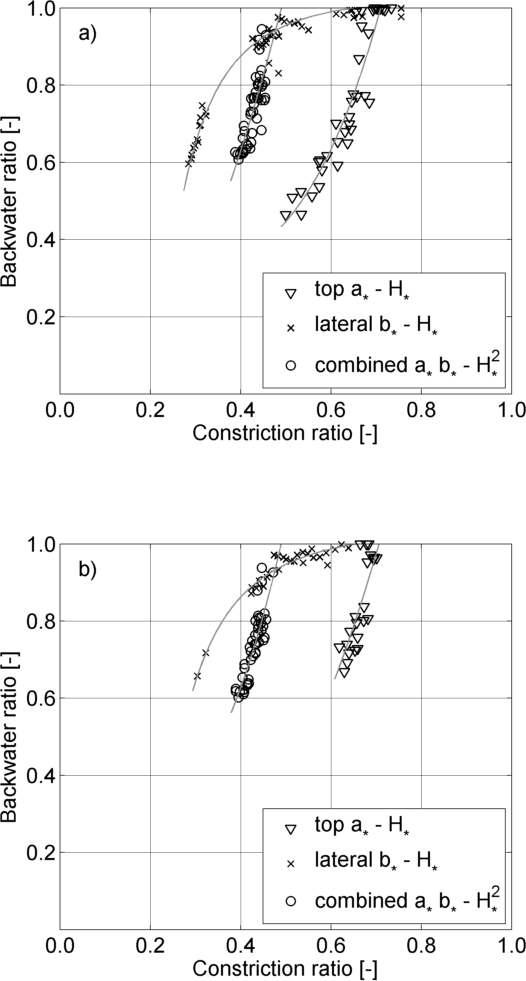 a)
Backwater ratio [-]
1.0
0.8
0.6
0.4
0.2
top a* - H*
lateral b* - H*
combined a* b* - H*²
0.0 0.2 0.4 0.6 0.8 1.0
Constriction ratio [-]
b)
Backwater ratio [-]
1.0
0.8
0.6
0.4
0.2
top a* - H*
lateral b* - H*
combined a* b* - H*²
0.0 0.2 0.4 0.6 0.8 1.0
Constriction ratio [-]